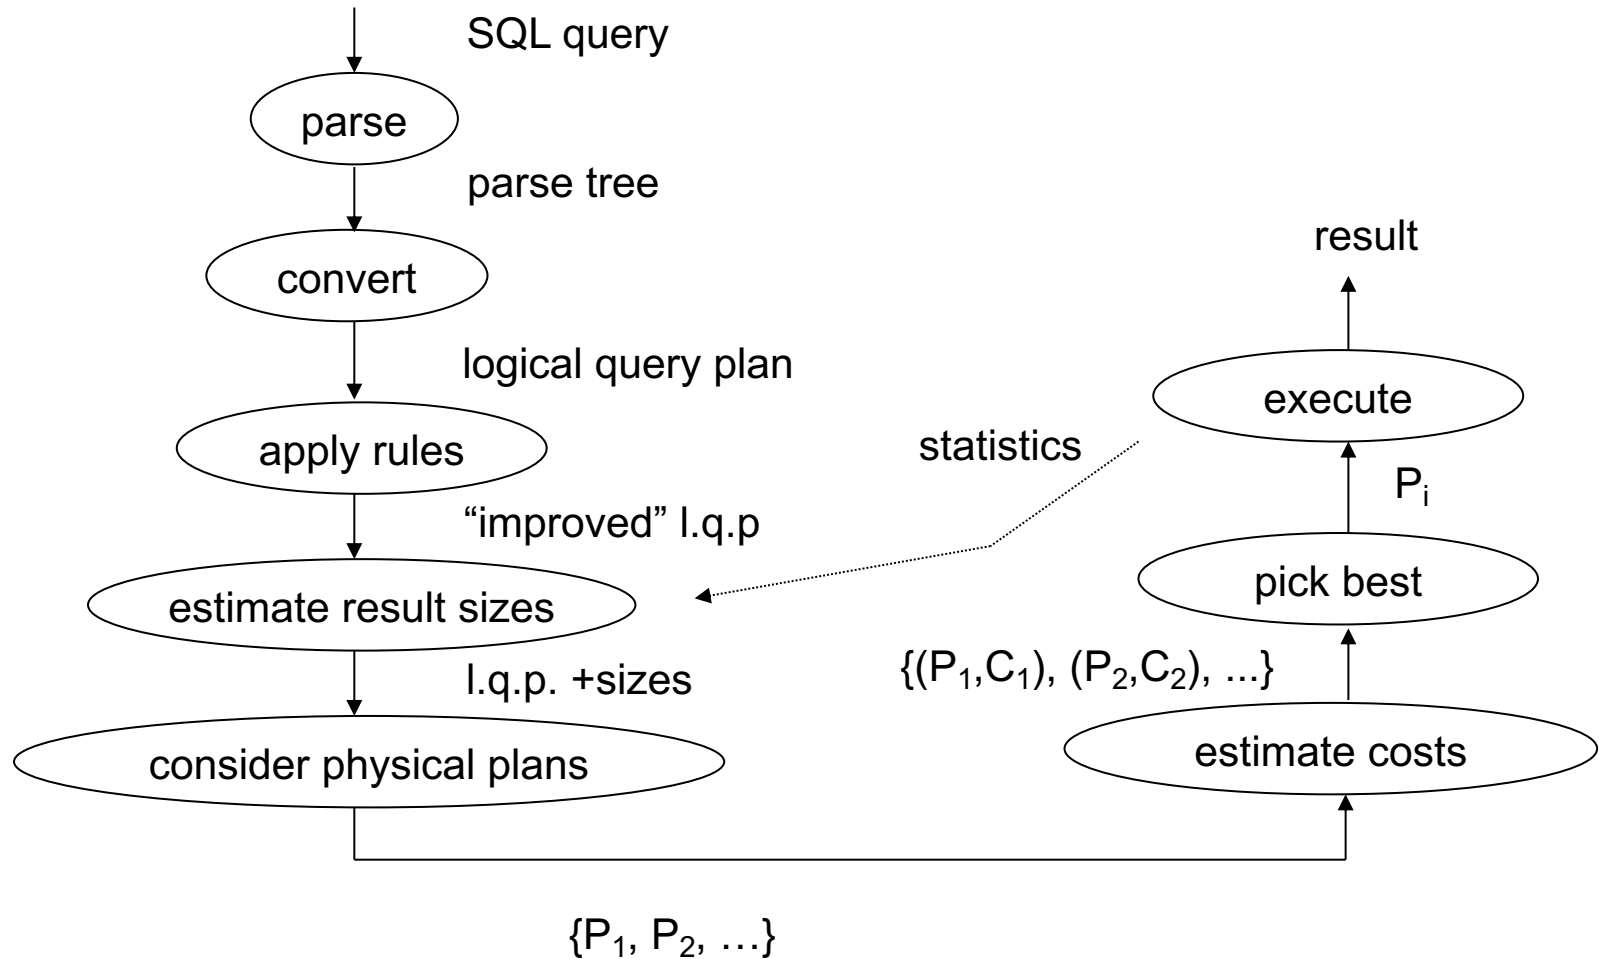 SQL query
parse
parse tree
convert
logical query plan
apply rules
“improved” l.q.p
estimate result sizes
l.q.p. +sizes
consider physical plans
{P₁, P₂, …}
estimate costs
{(P₁,C₁), (P₂,C₂), ...}
pick best
Pᵢ
execute
statistics
result